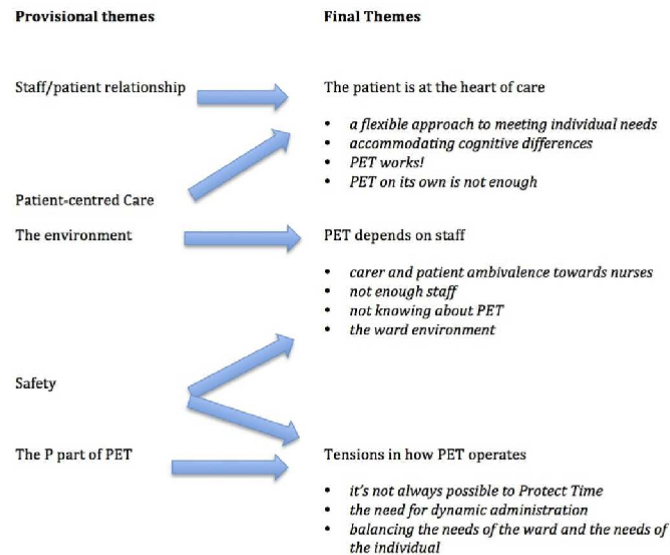 Provisional themes
Final Themes
Staff/patient relationship
The patient is at the heart of care
• a flexible approach to meeting individual needs
• accommodating cognitive differences
• PET works!
• PET on its own is not enough
Patient-centred Care
The environment
PET depends on staff
• carer and patient ambivalence towards nurses
• not enough staff
• not knowing about PET
• the ward environment
Safety
The P part of PET
Tensions in how PET operates
• it's not always possible to Protect Time
• the need for dynamic administration
• balancing the needs of the ward and the needs of
the individual